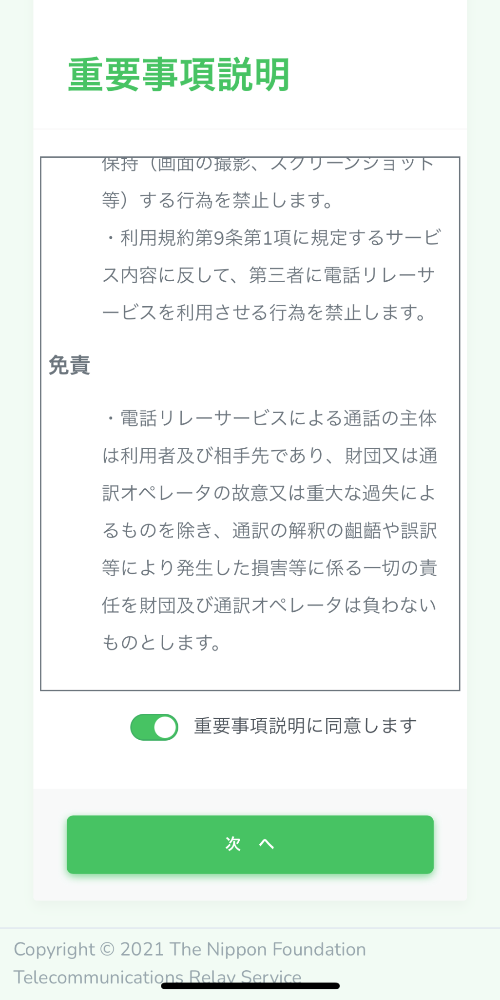 重要事項説明
保持（画面の撮影、スクリーンショット
等）する行為を禁止します。
・利用規約第9条第1項に規定するサービ
ス内容に反して、第三者に電話リレーサ
ービスを利用させる行為を禁止します。
免責
・電話リレーサービスによる通話の主体
は利用者及び相手先であり、財団又は通
訳オペレータの故意又は重大な過失によ
るものを除き、通訳の解釈の齟齬や誤訳
等により発生した損害等に係る一切の責
任を財団及び通訳オペレータは負わない
ものとします。
重要事項説明に同意します
次 へ
Copyright © 2021 The Nippon Foundation
Telecommunications Relay Service